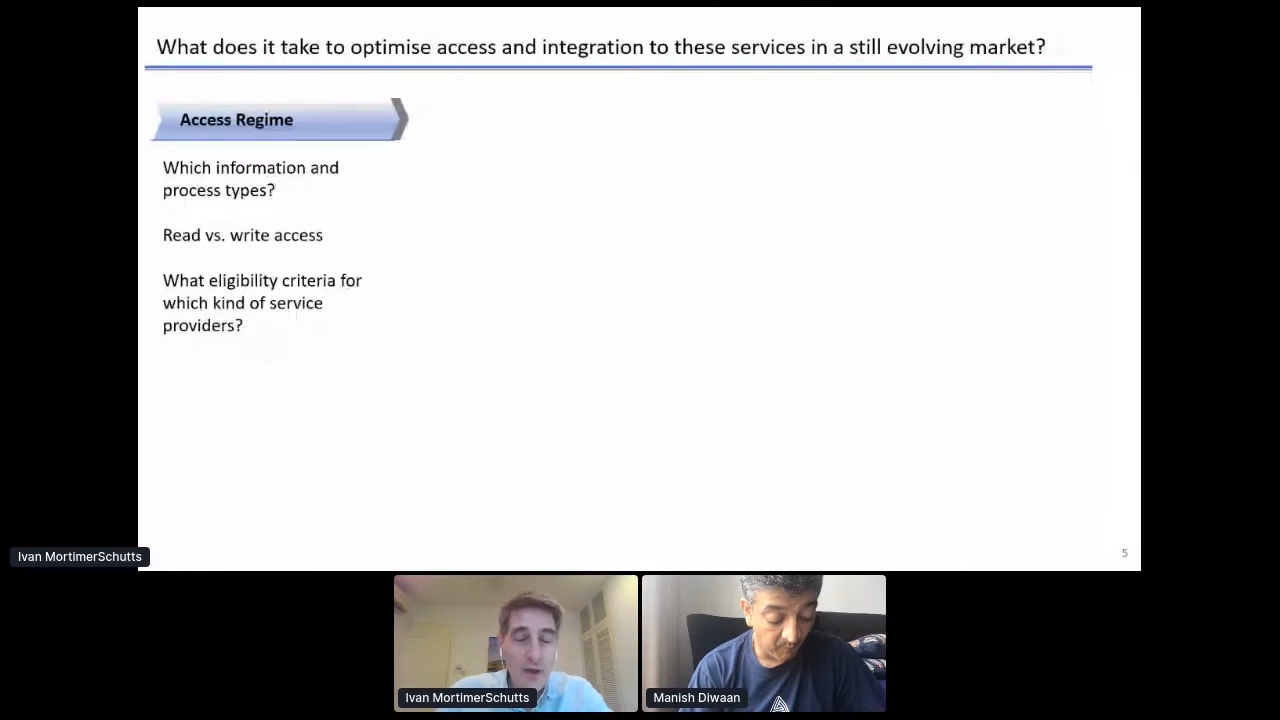 What does it take to optimise access and integration to these services in a still evolving market?
Access Regime
Which information and
process types?
Read vs. write access
What eligibility criteria for
which kind of service
providers?
5
Ivan MortimerSchutts
Ivan MortimerSchutts
Manish Diwaan